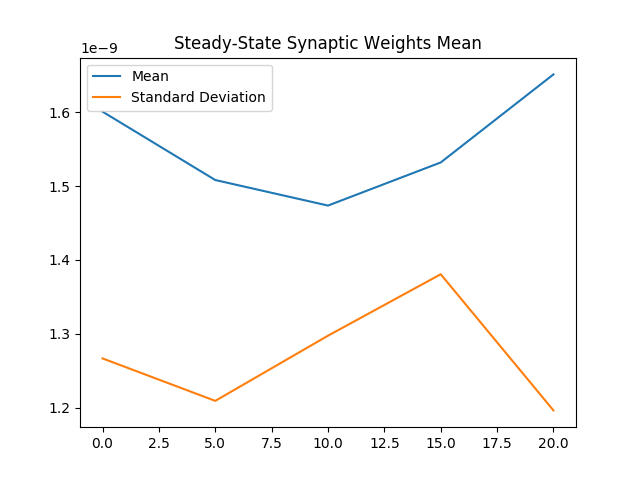 Steady-State Synaptic Weights Mean
1e−9
Mean
Standard Deviation
1.6
1.5
1.4
1.3
1.2
0.0 2.5 5.0 7.5 10.0 12.5 15.0 17.5 20.0